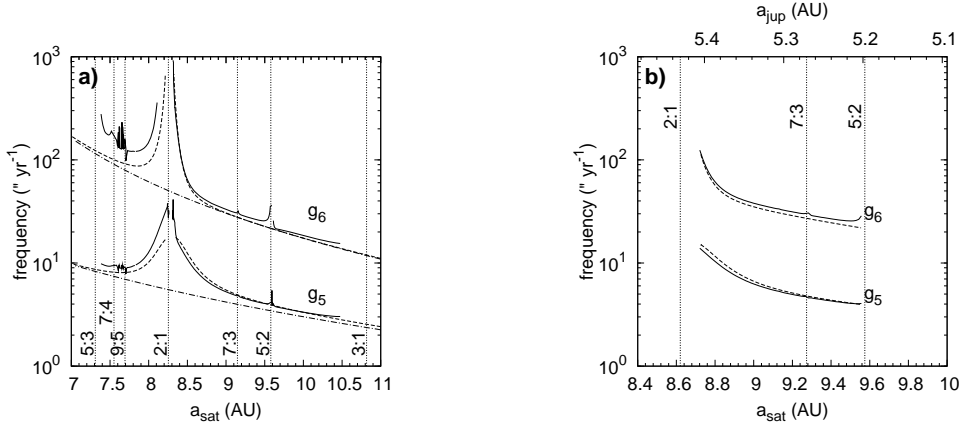 a)
frequency (" yr⁻¹)
10³
10²
10¹
10⁰
g₆
g₅
5:3
7:4
9:5
2:1
7:3
5:2
3:1
7 7.5 8 8.5 9 9.5 10 10.5 11
a_sat (AU)
a_jup (AU)
5.4 5.3 5.2 5.1
b)
frequency (" yr⁻¹)
10³
10²
10¹
10⁰
2:1
7:3
5:2
g₆
g₅
8.4 8.6 8.8 9 9.2 9.4 9.6 9.8 10
a_sat (AU)